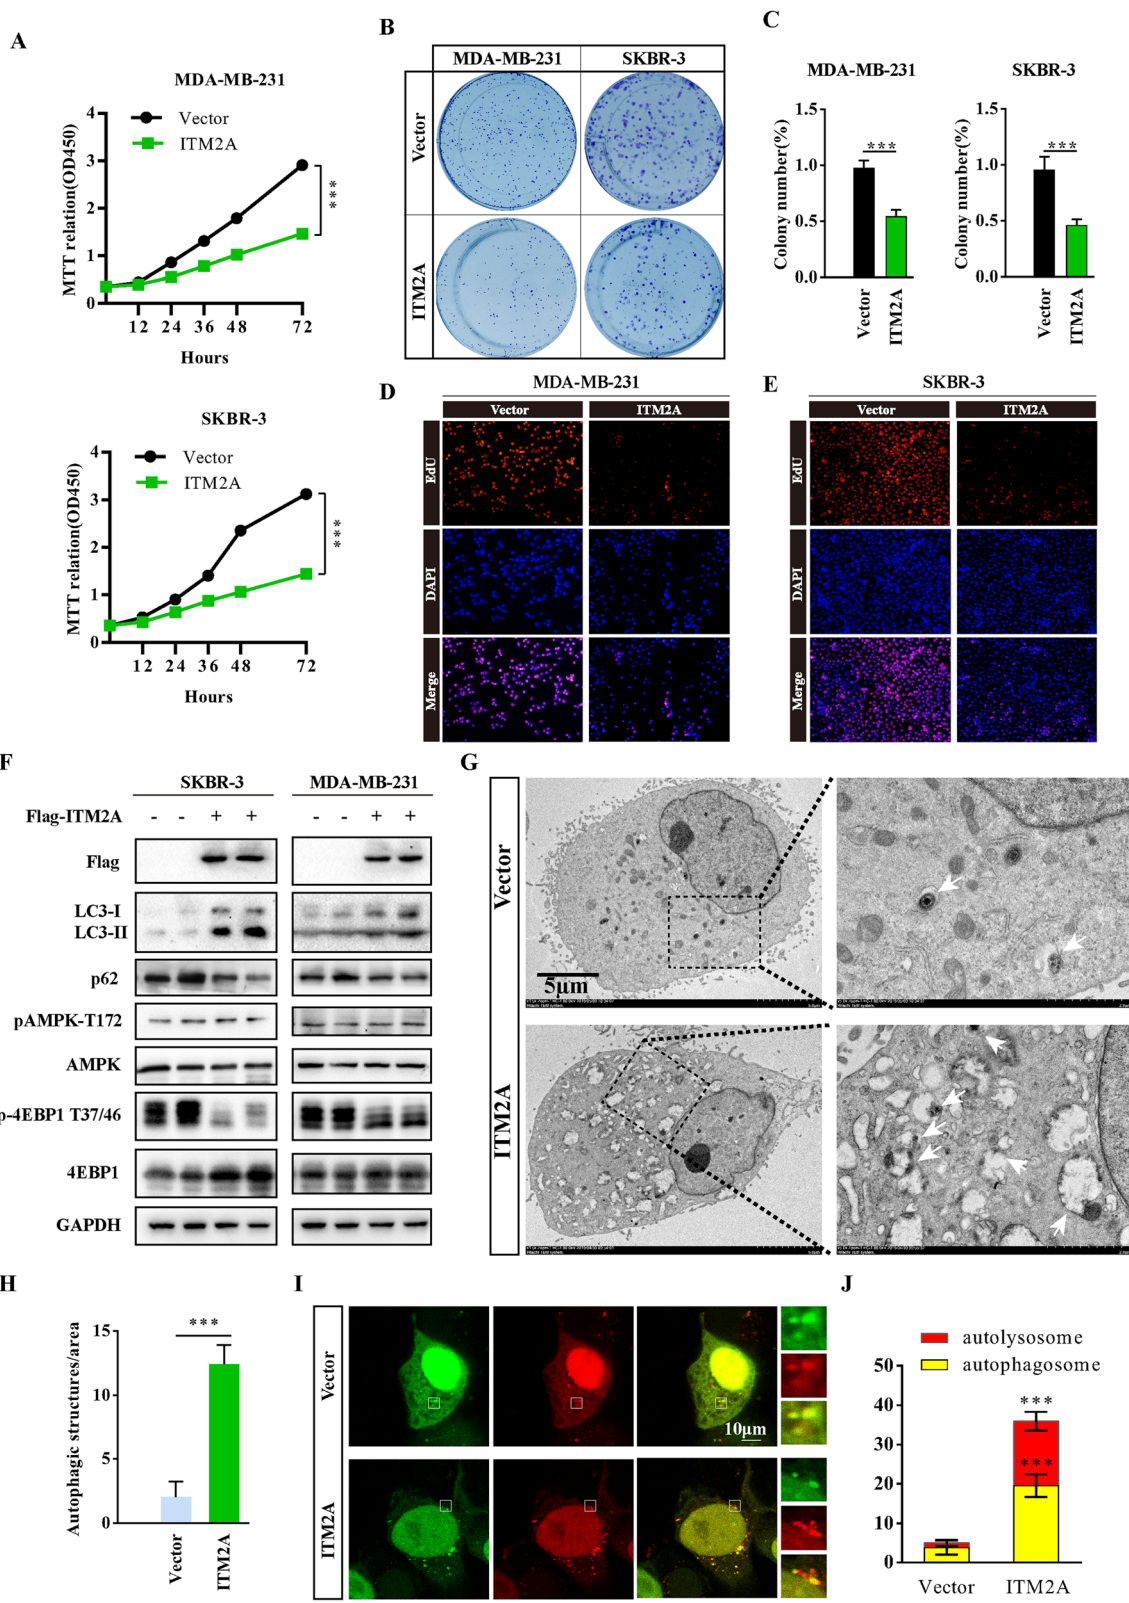 A
MDA-MB-231
Vector
ITM2A
MTT relation(OD450)
4
3
2
1
0
12 24 36 48 72
Hours
***
SKBR-3
Vector
ITM2A
MTT relation(OD450)
4
3
2
1
0
12 24 36 48 72
Hours
***
B
MDA-MB-231 SKBR-3
Vector
ITM2A
C
MDA-MB-231
Colony number(%)
1.5
1.0
0.5
0.0
***
Vector
ITM2A
SKBR-3
Colony number(%)
1.5
1.0
0.5
0.0
***
Vector
ITM2A
D
MDA-MB-231
Vector ITM2A
EdU
DAPI
Merge
E
SKBR-3
Vector ITM2A
EdU
DAPI
Merge
F
SKBR-3 MDA-MB-231
Flag-ITM2A - - + + - - + +
Flag
LC3-I
LC3-II
p62
pAMPK-T172
AMPK
p-4EBP1 T37/46
4EBP1
GAPDH
G
Vector
5μm
ITM2A
H
Autophagic structures/area
15
10
5
0
***
Vector
ITM2A
I
Vector
10μm
ITM2A
J
autolysosome
autophagosome
50
40
30
20
10
0
***
***
Vector ITM2A